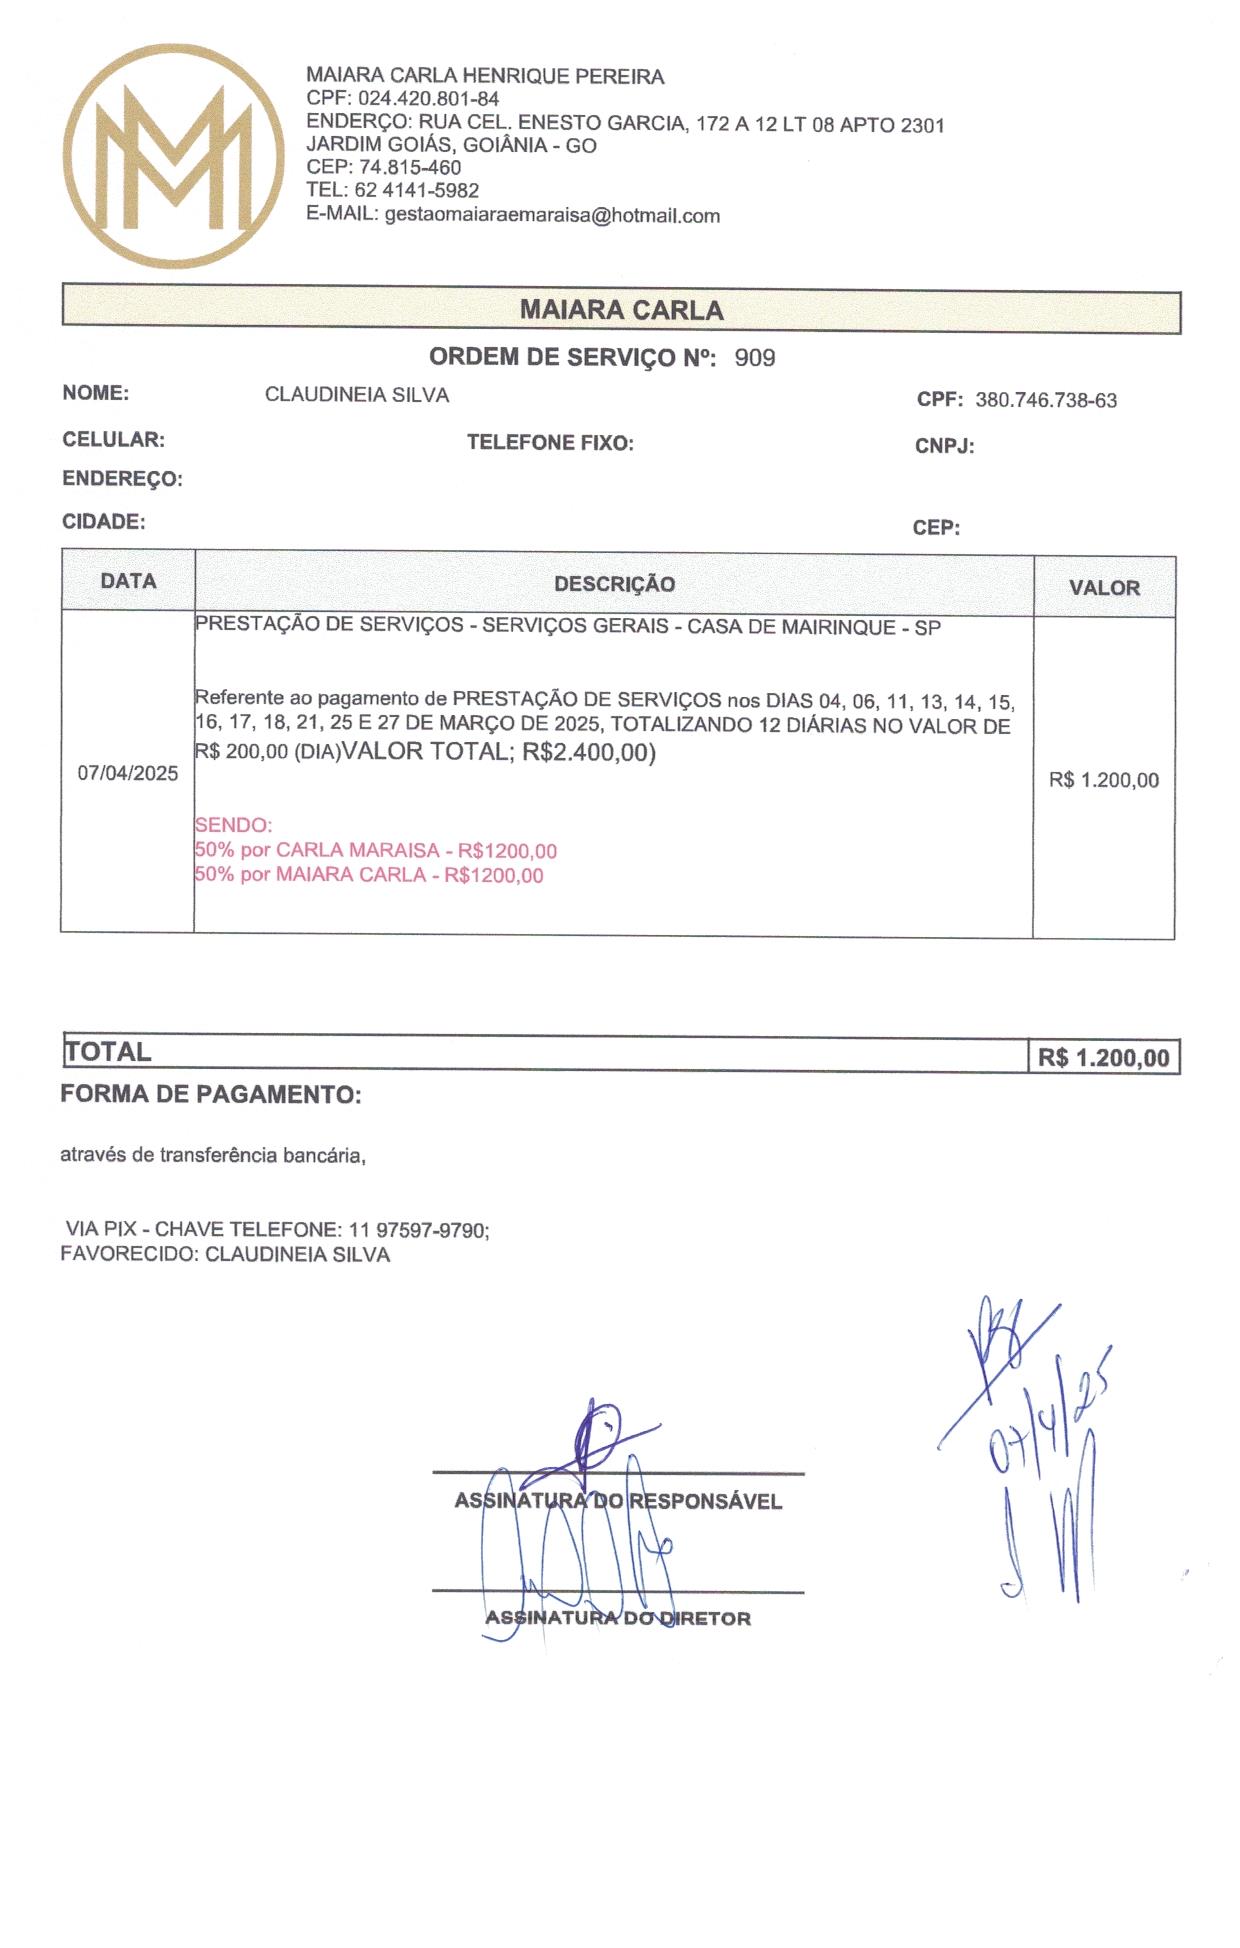 MAIARA CARLA HENRIQUE PEREIRA
CPF: 024.420.801-84
ENDERÇO: RUA CEL. ENESTO GARCIA, 172 A 12 LT 08 APTO 2301
JARDIM GOIÁS, GOIÂNIA - GO
CEP: 74.815-460
TEL: 62 4141-5982
E-MAIL: gestaomaiaraemaraisa@hotmail.com
MAIARA CARLA
ORDEM DE SERVIÇO Nº: 909
NOME: CLAUDINEIA SILVA CPF: 380.746.738-63
CELULAR: TELEFONE FIXO: CNPJ:
ENDEREÇO:
CIDADE: CEP:
DATA DESCRIÇÃO VALOR
PRESTAÇÃO DE SERVIÇOS - SERVIÇOS GERAIS - CASA DE MAIRINQUE - SP
Referente ao pagamento de PRESTAÇÃO DE SERVIÇOS nos DIAS 04, 06, 11, 13, 14, 15,
16, 17, 18, 21, 25 E 27 DE MARÇO DE 2025, TOTALIZANDO 12 DIÁRIAS NO VALOR DE
R$ 200,00 (DIA)VALOR TOTAL; R$2.400,00)
07/04/2025 R$ 1.200,00
SENDO:
50% por CARLA MARAISA - R$1200,00
50% por MAIARA CARLA - R$1200,00
TOTAL R$ 1.200,00
FORMA DE PAGAMENTO:
através de transferência bancária,
VIA PIX - CHAVE TELEFONE: 11 97597-9790;
FAVORECIDO: CLAUDINEIA SILVA
07/4/25
ASSINATURA DO RESPONSÁVEL
ASSINATURA DO DIRETOR